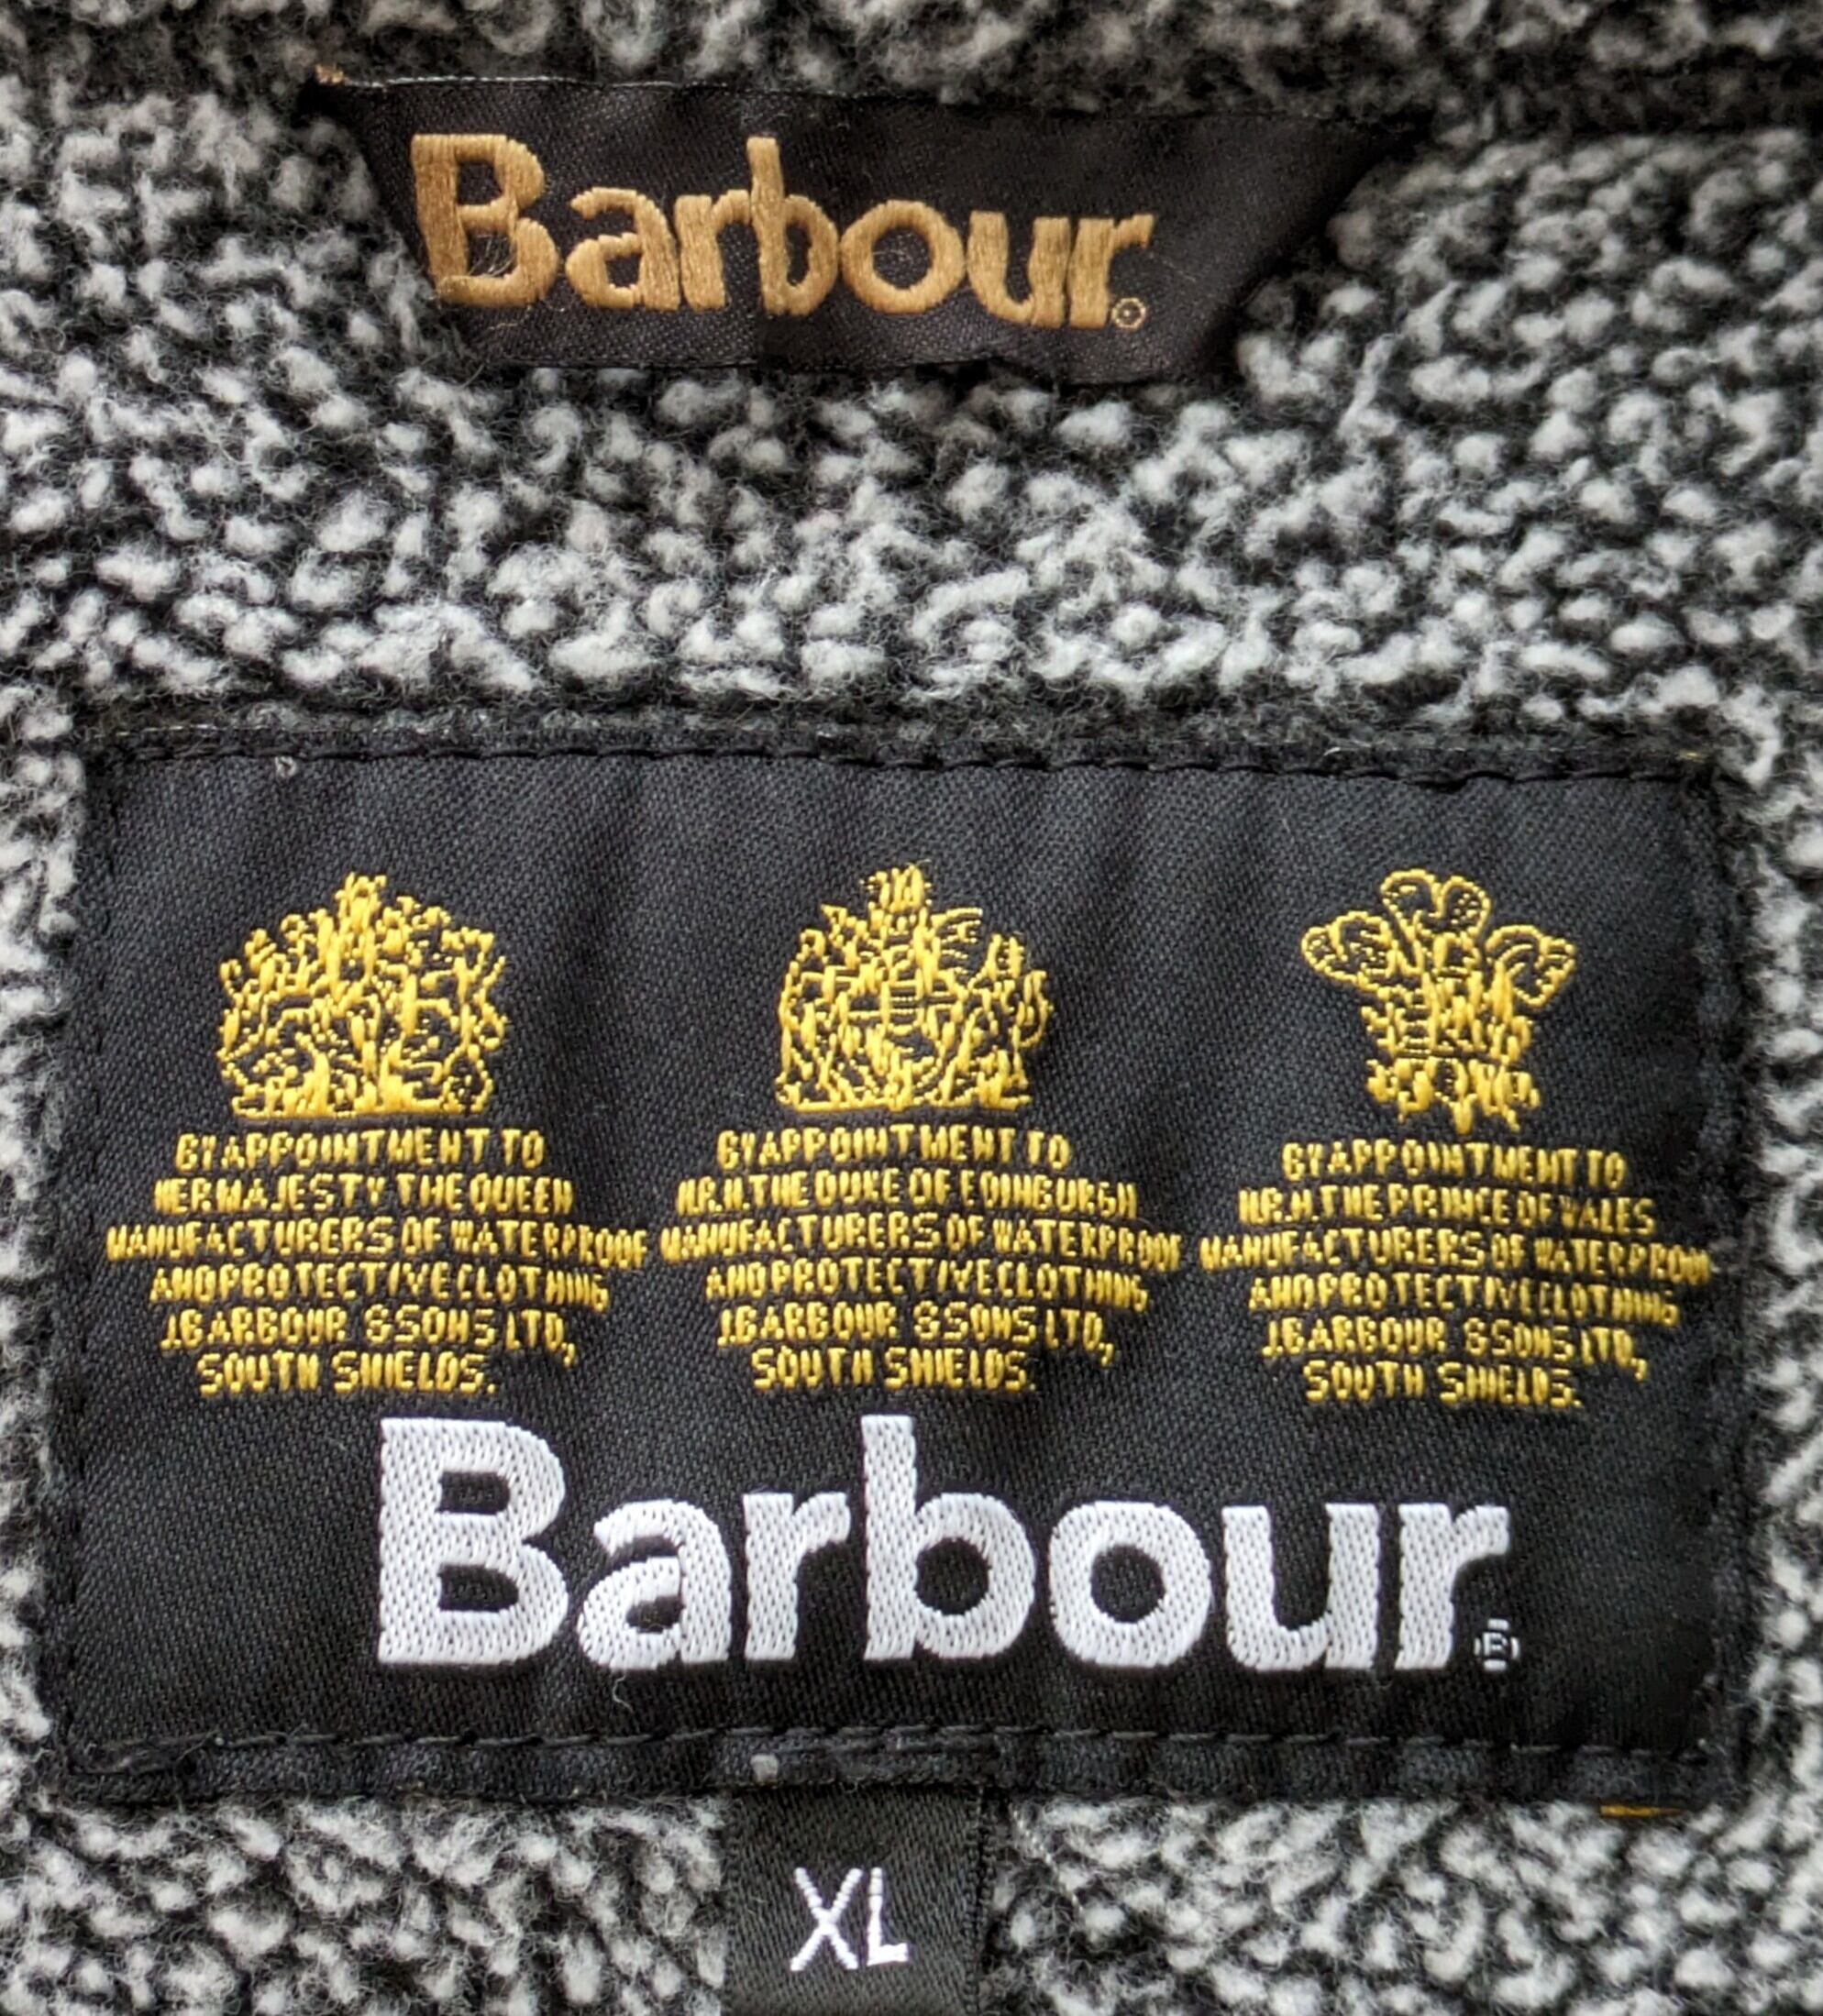 Barbour®
BY APPOINTMENT TO
HER MAJESTY THE QUEEN
MANUFACTURERS OF WATERPROOF
AND PROTECTIVE CLOTHING
J.BARBOUR & SONS LTD,
SOUTH SHIELDS.
BY APPOINTMENT TO
H.R.H. THE DUKE OF EDINBURGH
MANUFACTURERS OF WATERPROOF
AND PROTECTIVE CLOTHING
J.BARBOUR & SONS LTD,
SOUTH SHIELDS.
BY APPOINTMENT TO
H.R.H. THE PRINCE OF WALES
MANUFACTURERS OF WATERPROOF
AND PROTECTIVE CLOTHING
J.BARBOUR & SONS LTD,
SOUTH SHIELDS.
Barbour®
XL